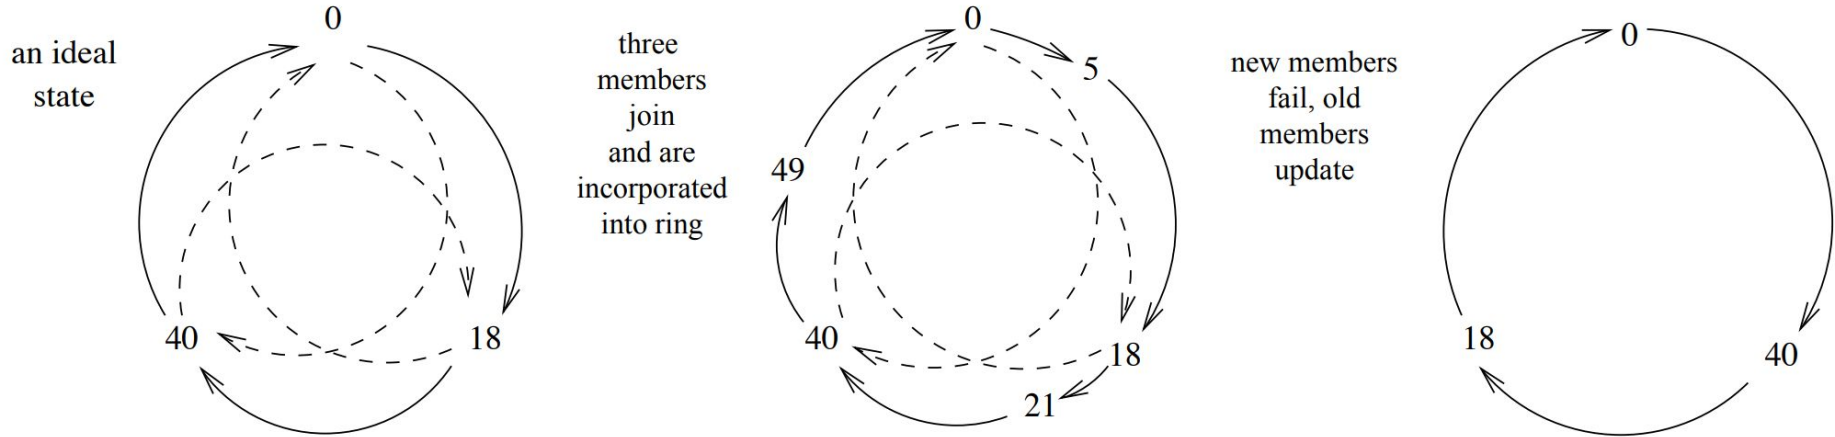 an ideal
state
0
40
18
three
members
join
and are
incorporated
into ring
0
5
49
40
18
21
new members
fail, old
members
update
0
18
40